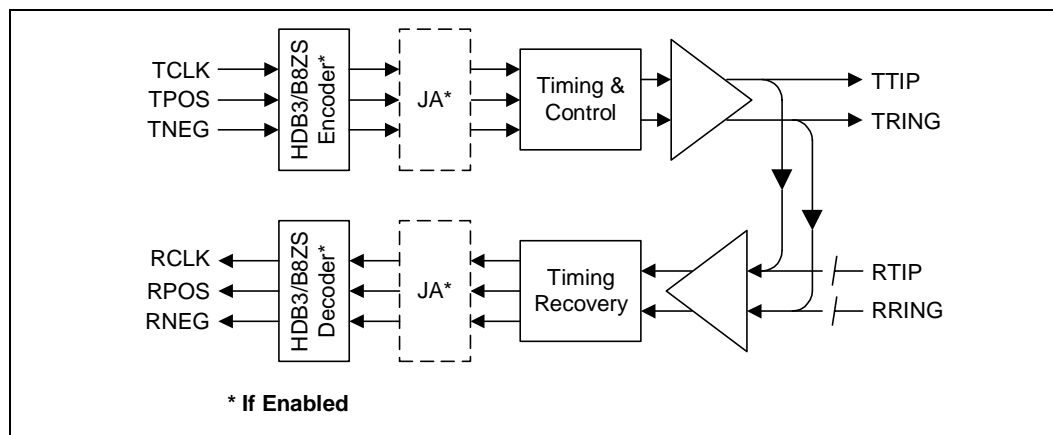 TCLK
TPOS
TNEG
HDB3/B8ZS
Encoder*
JA*
Timing &
Control
TTIP
TRING
RCLK
RPOS
RNEG
HDB3/B8ZS
Decoder*
JA*
Timing
Recovery
RTIP
RRING
* If Enabled